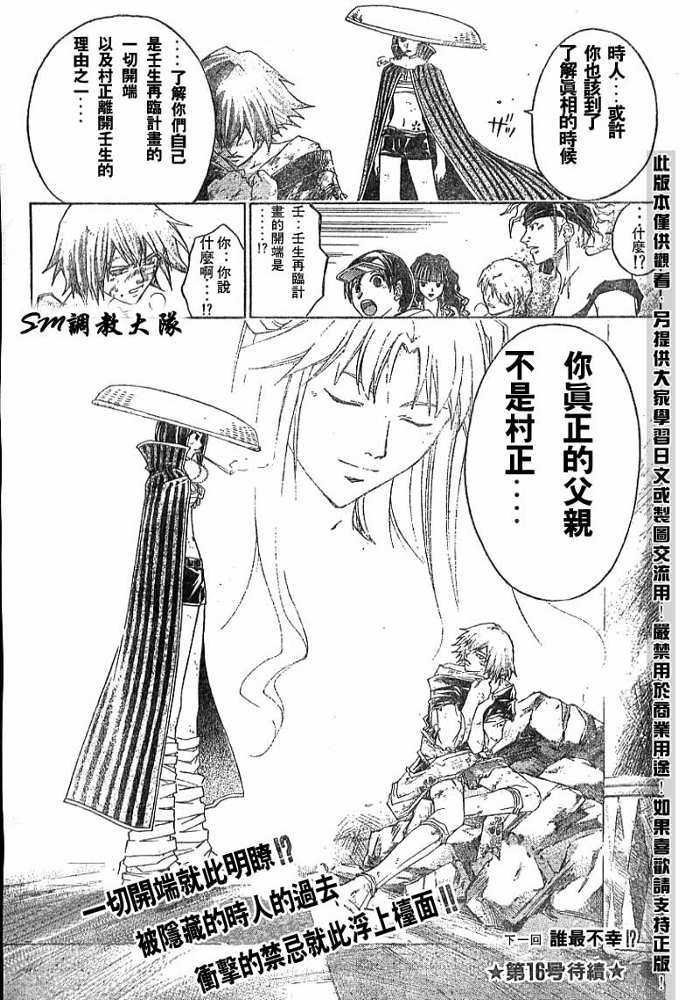 時人‥或許
你也該到了
了解眞相的時候
‥‥了解你們自己
是壬生再臨計畫的
一切開端
以及村正離開壬生的
理由之一‥‥
ザッ
‥什麼!?
壬‥壬生再臨計
畫的開端是
‥‥‥!?
你‥你說
什麼啊‥‥!?
SM調教大隊
你眞正的父親
不是村正‥‥
一切開端就此明瞭!?
被隱藏的時人的過去
衝擊的禁忌就此浮上檯面!!
下一回 誰最不幸!?
★第16号待續★
此版本僅供觀看！另提供大家學習日文或製圖交流用！嚴禁用於商業用途！如果喜歡請支持正版！